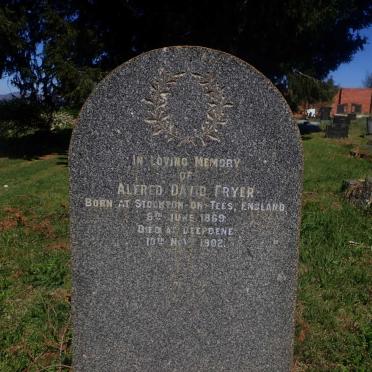 IN LOVING MEMORY
OF
ALFRED DAVID FRYER
BORN AT STOCKTON-ON-TEES, ENGLAND,
6TH JUNE 1869.
DIED AT DEEPDENE
10TH NOV. 1902.